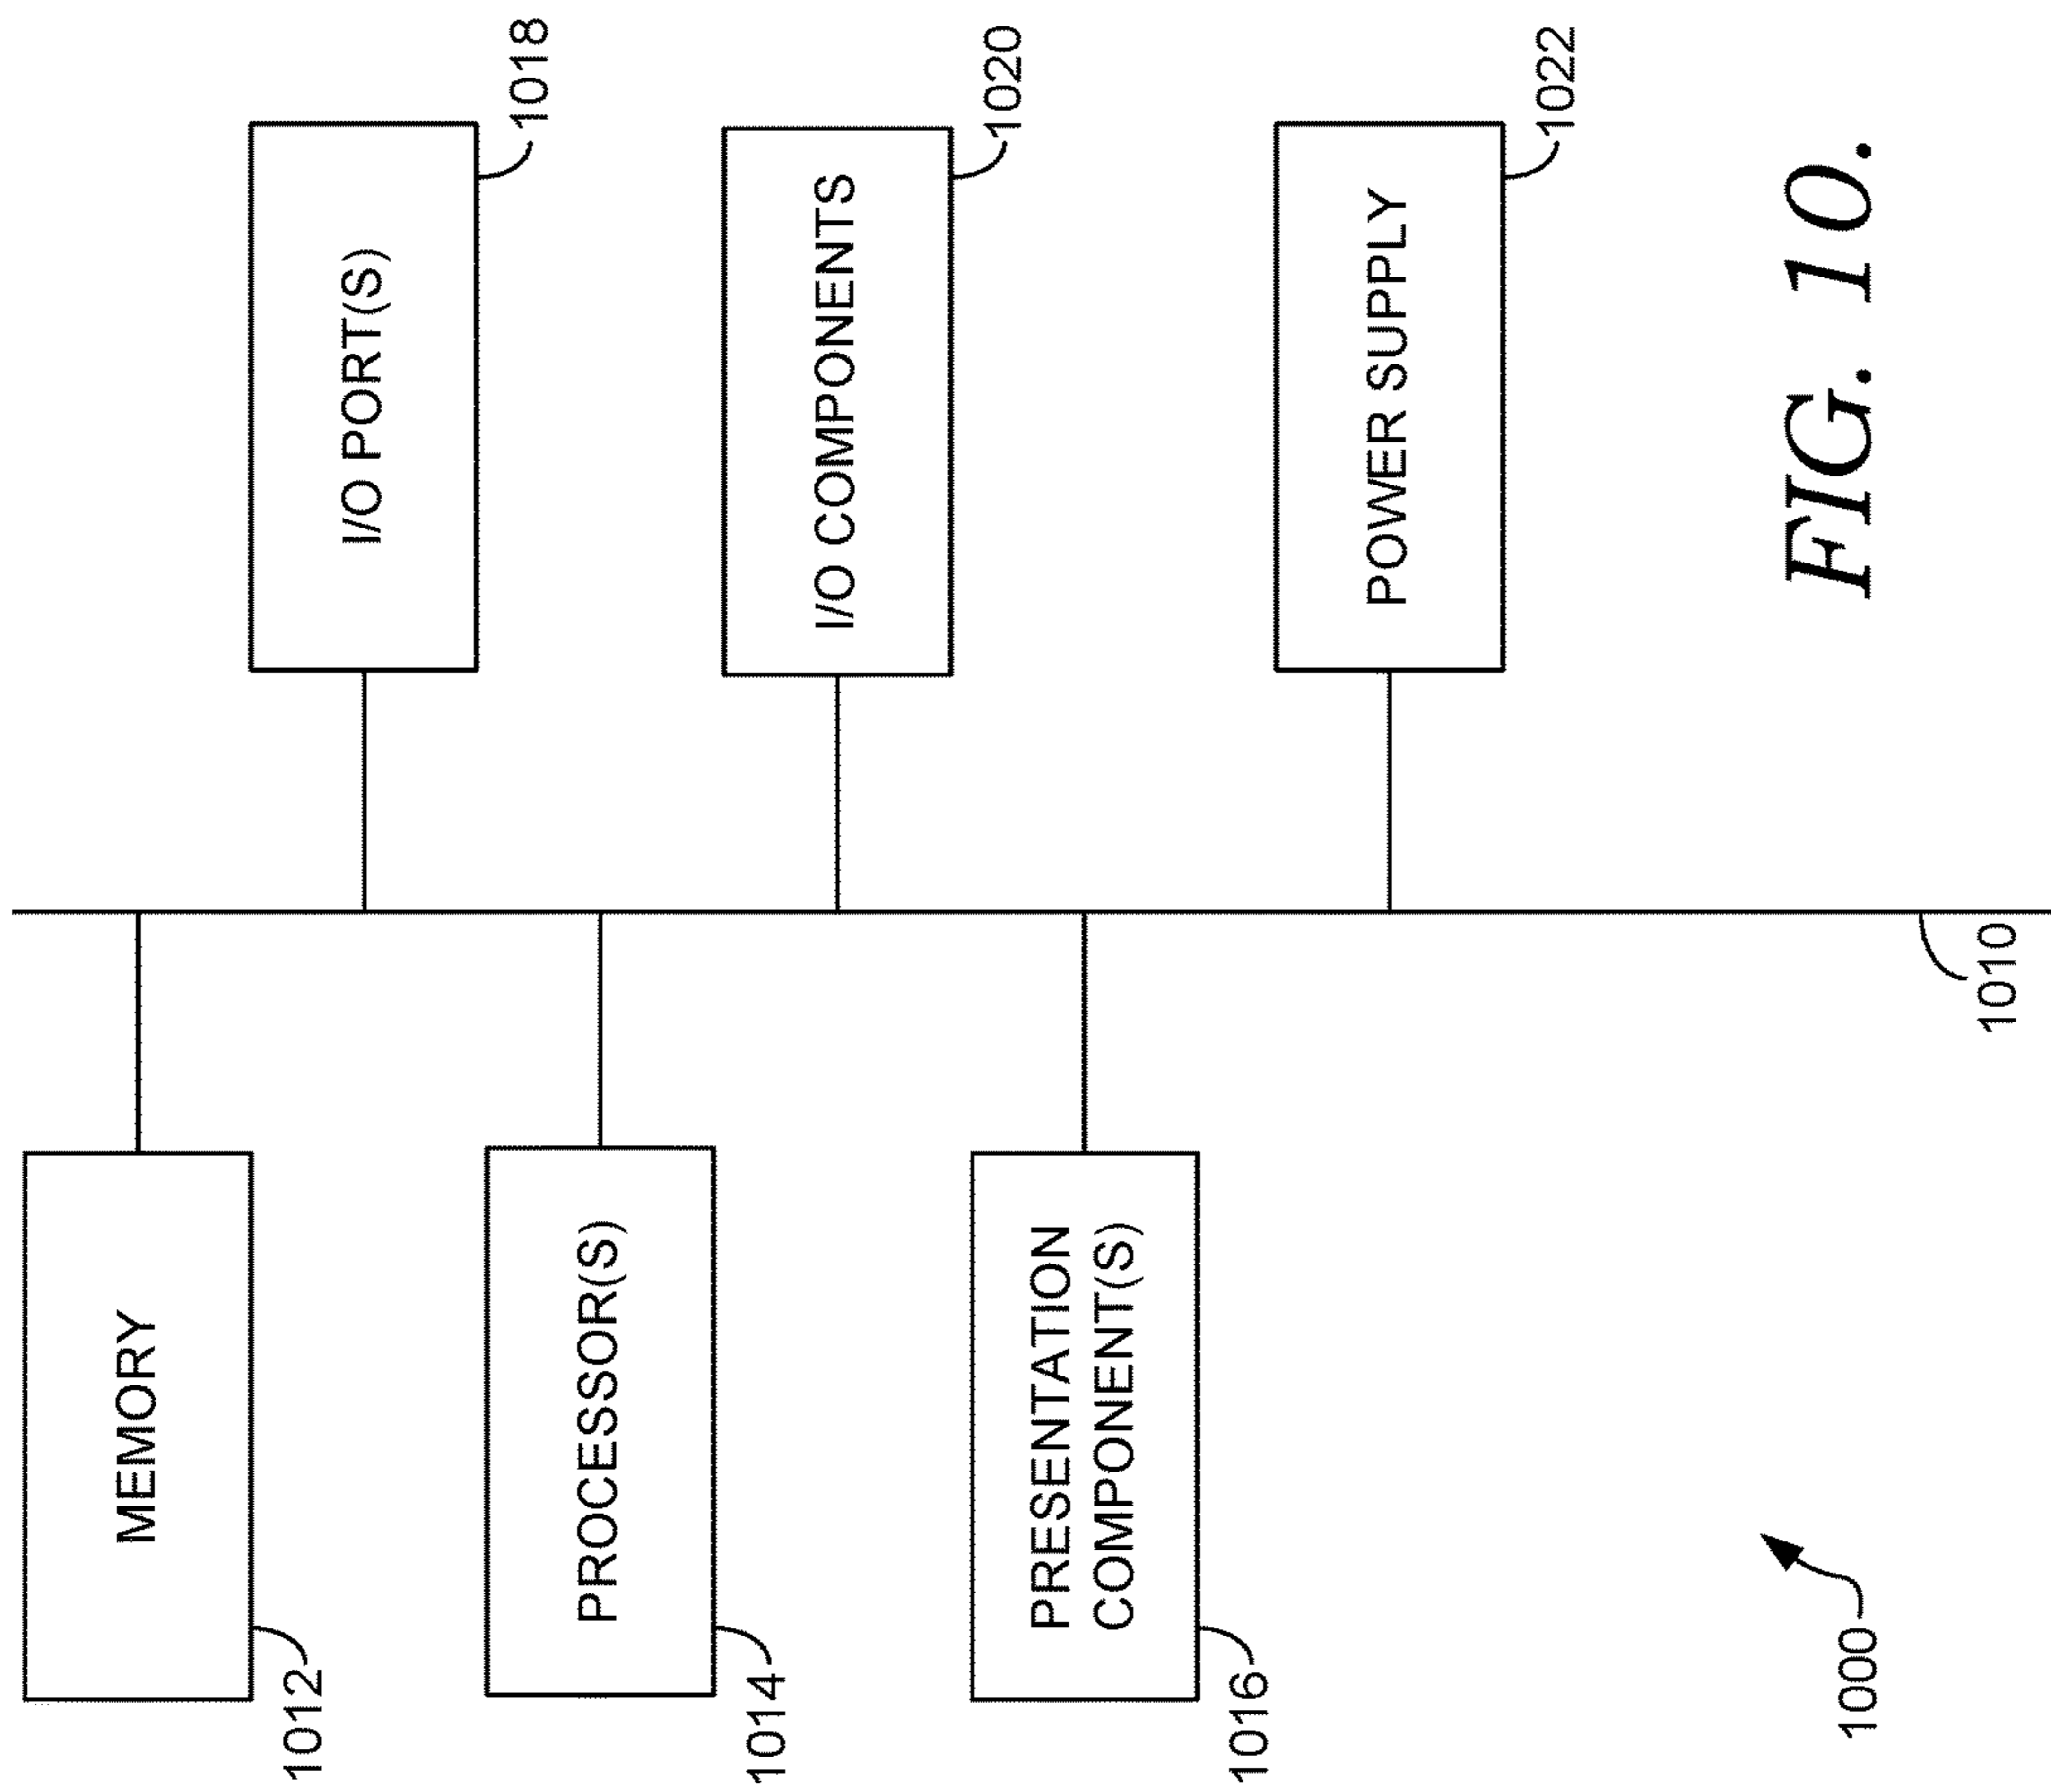 MEMORY
1012
I/O PORT(S)
1018
PROCESSOR(S)
1014
I/O COMPONENTS
1020
PRESENTATION
COMPONENT(S)
1016
POWER SUPPLY
1022
1010
1000
FIG. 10.